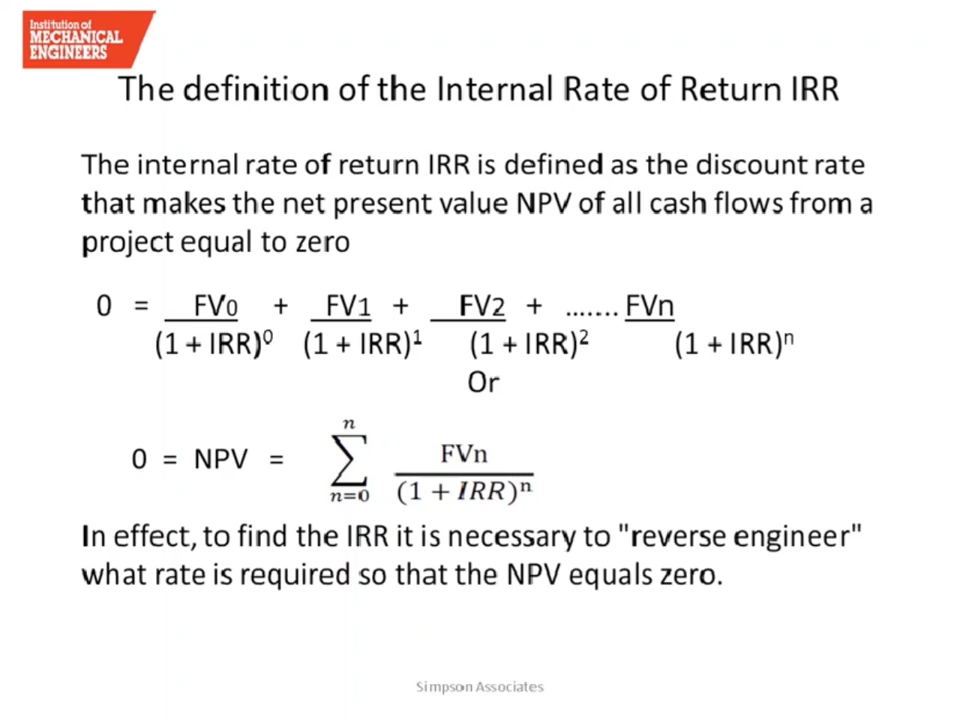 Institution of
MECHANICAL
ENGINEERS
The definition of the Internal Rate of Return IRR
The internal rate of return IRR is defined as the discount rate
that makes the net present value NPV of all cash flows from a
project equal to zero
0 = FV0 + FV1 + FV2 + ....... FVn
(1 + IRR)⁰ (1 + IRR)¹ (1 + IRR)² (1 + IRR)ⁿ
Or
n
0 = NPV = ∑ FVn
n=0 (1 + IRR)ⁿ
In effect, to find the IRR it is necessary to "reverse engineer"
what rate is required so that the NPV equals zero.
Simpson Associates